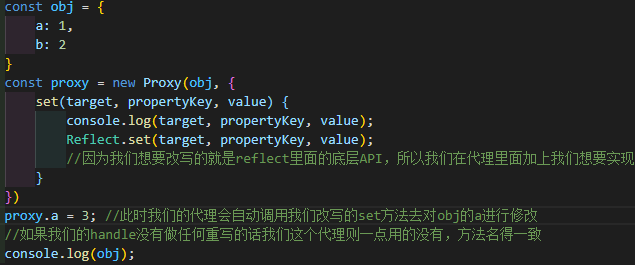 const obj = {
    a: 1,
    b: 2
}
const proxy = new Proxy(obj, {
    set(target, propertyKey, value) {
        console.log(target, propertyKey, value);
        Reflect.set(target, propertyKey, value);
        //因为我们想要改写的就是reflect里面的底层API，所以我们在代理里面加上我们想要实现
    }
})
proxy.a = 3; //此时我们的代理会自动调用我们改写的set方法去对obj的a进行修改
//如果我们的handle没有做任何重写的话我们这个代理则一点用的没有，方法名得一致
console.log(obj);